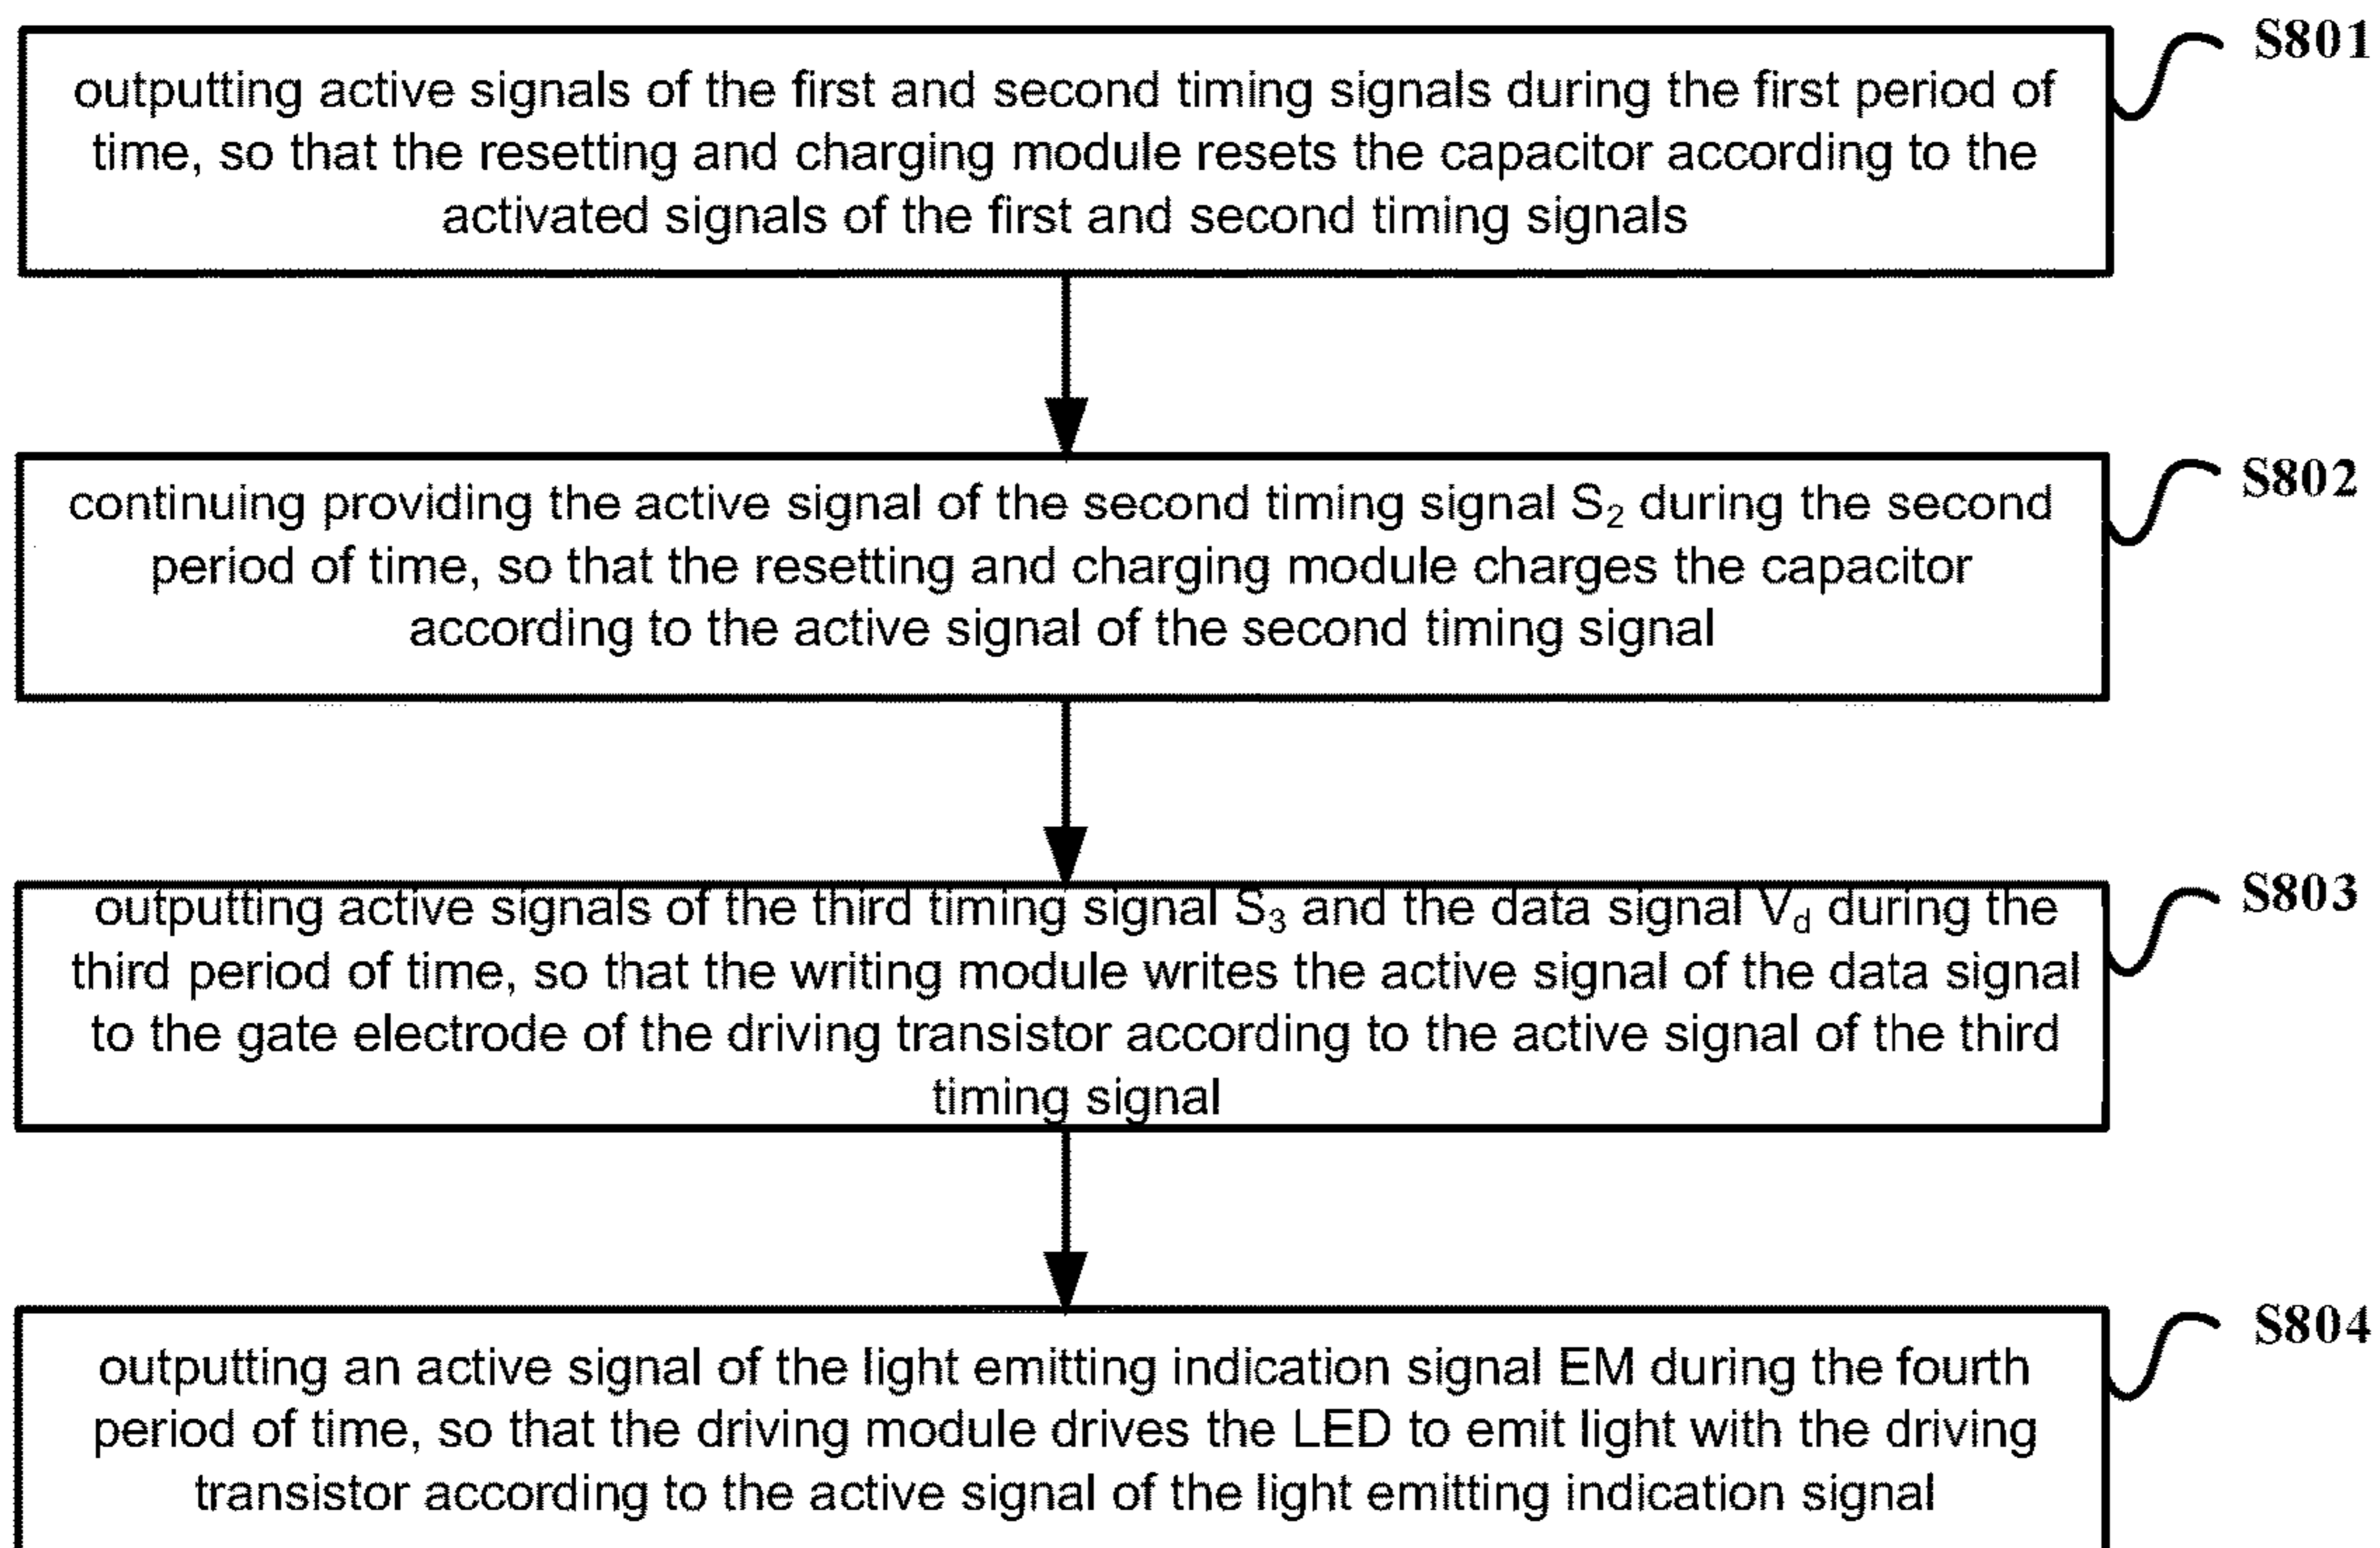 S801
outputting active signals of the first and second timing signals during the first period of
time, so that the resetting and charging module resets the capacitor according to the
activated signals of the first and second timing signals
S802
continuing providing the active signal of the second timing signal S₂ during the second
period of time, so that the resetting and charging module charges the capacitor
according to the active signal of the second timing signal
S803
outputting active signals of the third timing signal S₃ and the data signal V_d during the
third period of time, so that the writing module writes the active signal of the data signal
to the gate electrode of the driving transistor according to the active signal of the third
timing signal
S804
outputting an active signal of the light emitting indication signal EM during the fourth
period of time, so that the driving module drives the LED to emit light with the driving
transistor according to the active signal of the light emitting indication signal